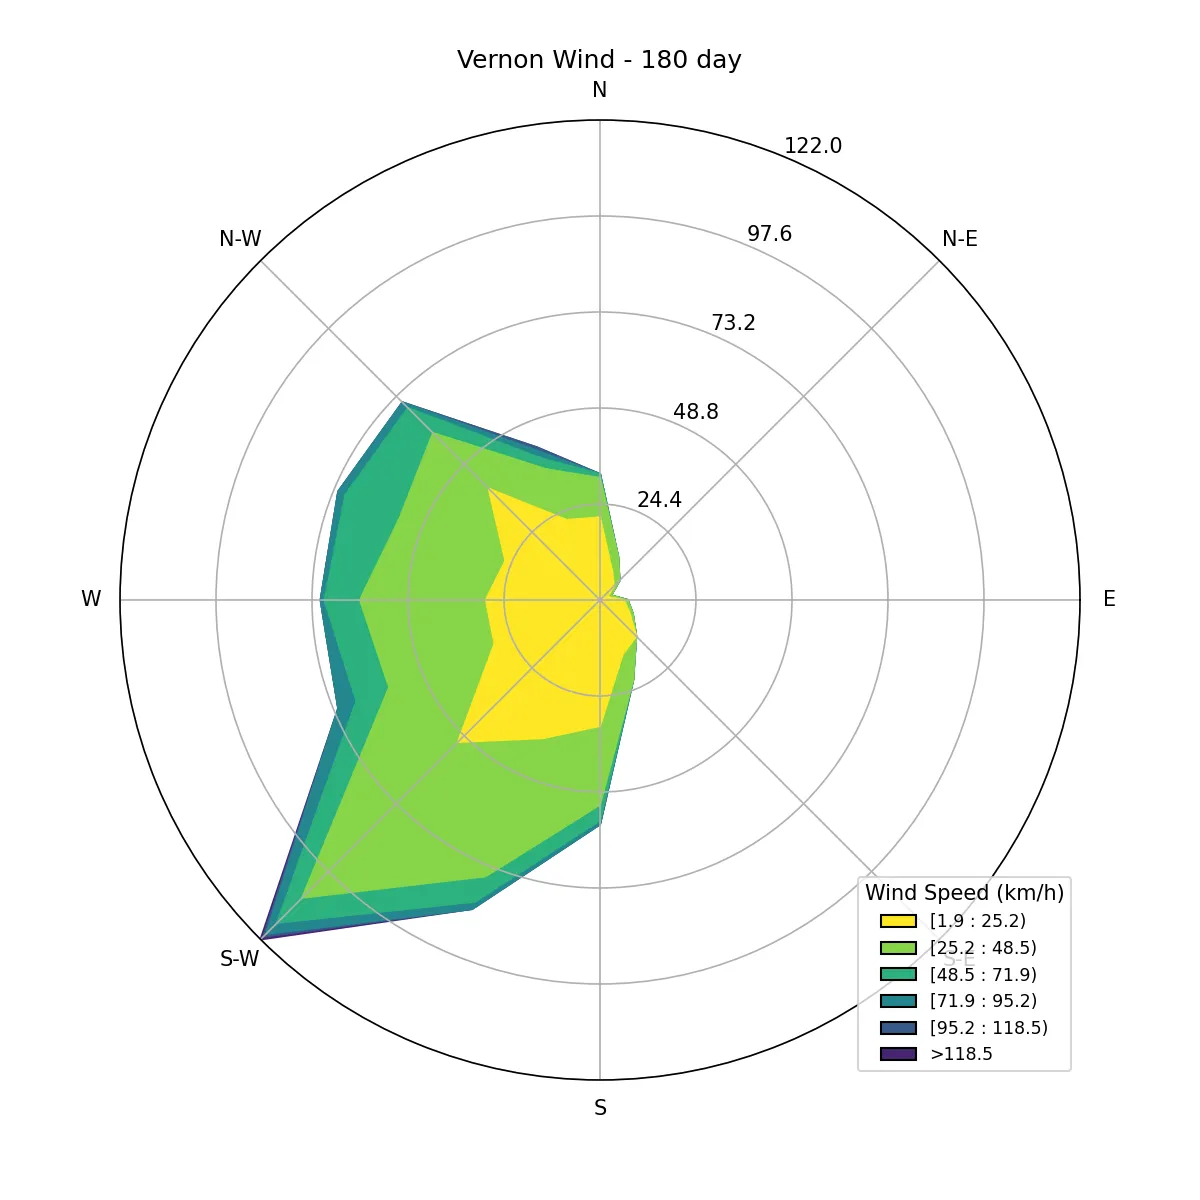 Vernon Wind - 180 day
N
122.0
N-W
97.6
N-E
73.2
48.8
24.4
W
E
S-W
S-E
S
Wind Speed (km/h)
[1.9 : 25.2)
[25.2 : 48.5)
[48.5 : 71.9)
[71.9 : 95.2)
[95.2 : 118.5)
>118.5